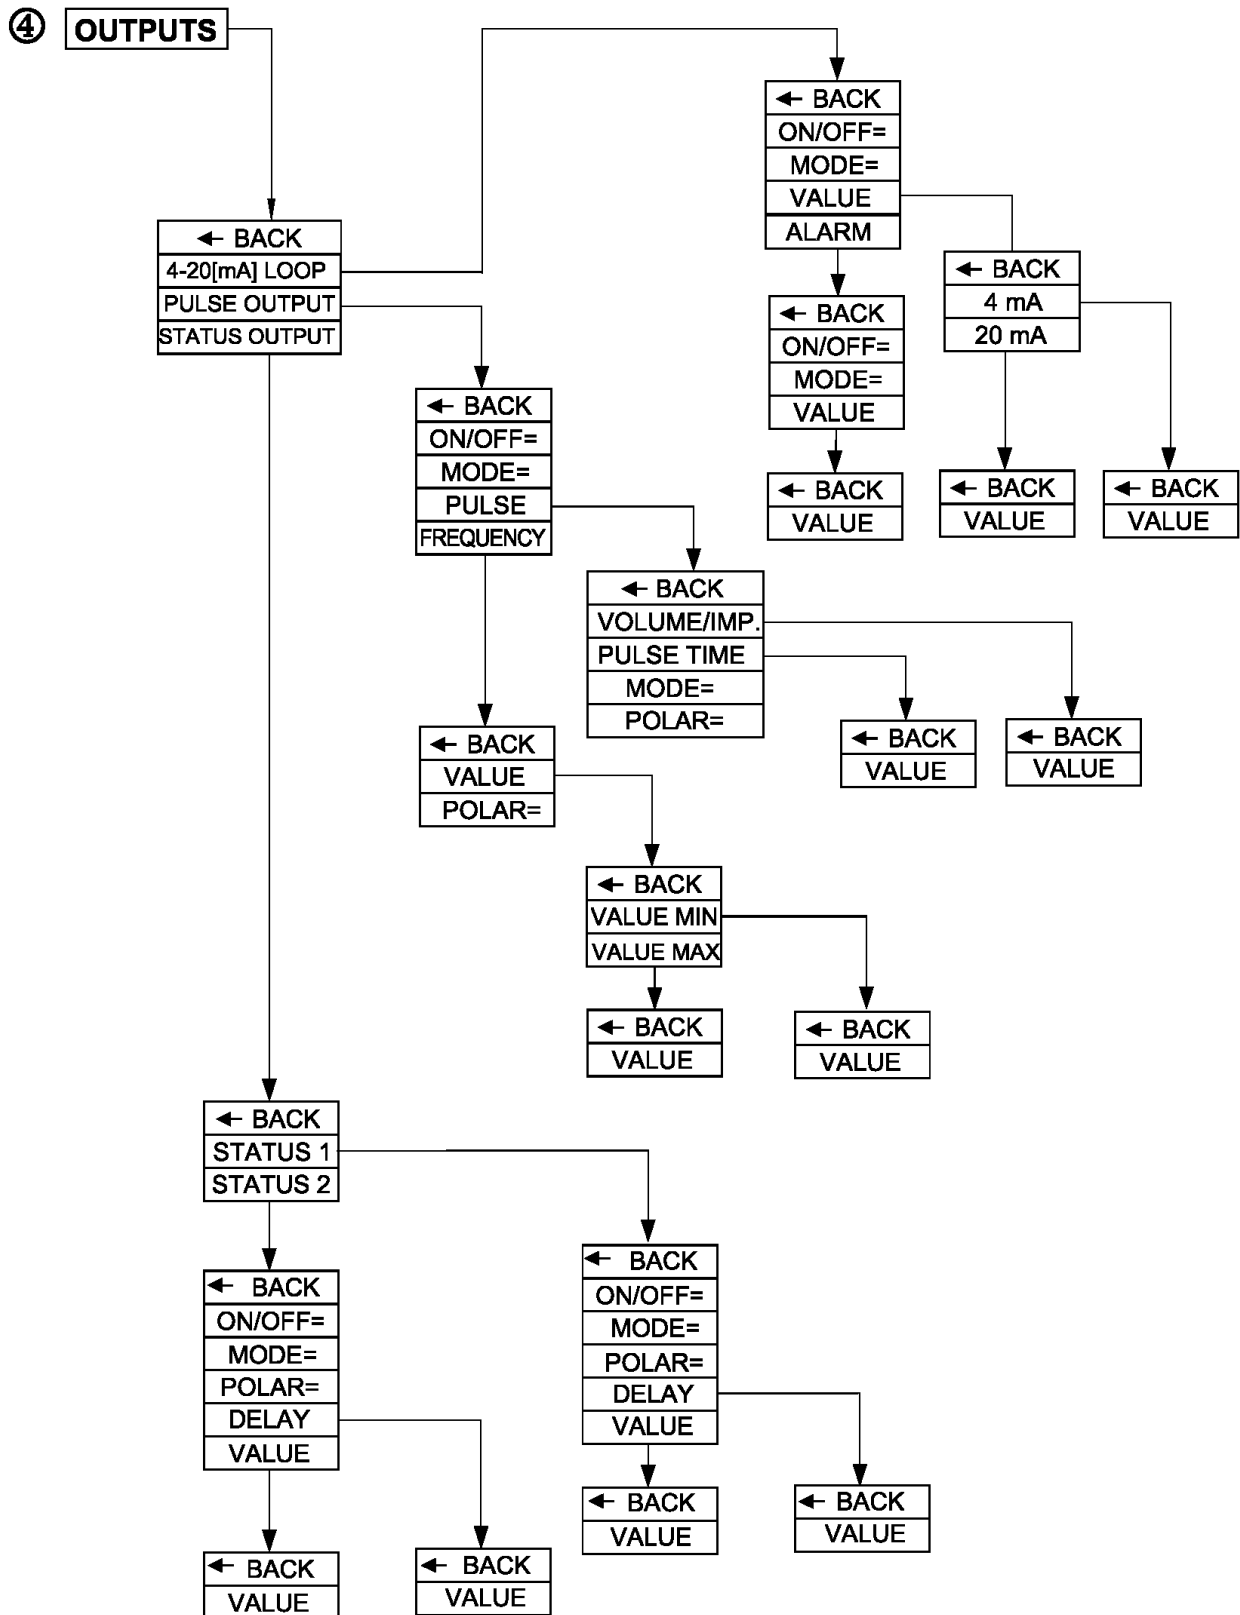 ④ OUTPUTS
← BACK
4-20[mA] LOOP
PULSE OUTPUT
STATUS OUTPUT
← BACK
ON/OFF=
MODE=
VALUE
ALARM
← BACK
4 mA
20 mA
← BACK
ON/OFF=
MODE=
VALUE
← BACK
VALUE
← BACK
VALUE
← BACK
VALUE
← BACK
ON/OFF=
MODE=
PULSE
FREQUENCY
← BACK
VOLUME/IMP.
PULSE TIME
MODE=
POLAR=
← BACK
VALUE
← BACK
VALUE
← BACK
VALUE
POLAR=
← BACK
VALUE MIN
VALUE MAX
← BACK
VALUE
← BACK
VALUE
← BACK
STATUS 1
STATUS 2
← BACK
ON/OFF=
MODE=
POLAR=
DELAY
VALUE
← BACK
ON/OFF=
MODE=
POLAR=
DELAY
VALUE
← BACK
VALUE
← BACK
VALUE
← BACK
VALUE
← BACK
VALUE